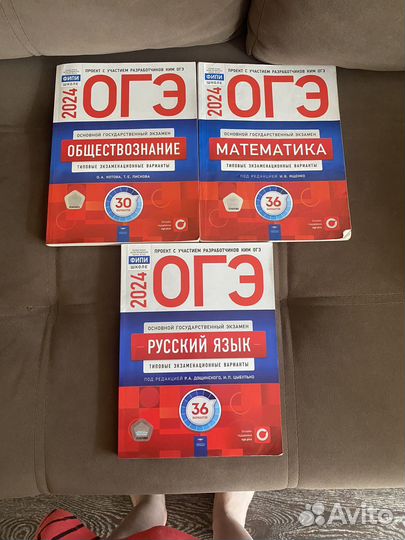 ПРОЕКТ С УЧАСТИЕМ РАЗРАБОТЧИКОВ КИМ ОГЭ
ФИПИ
ШКОЛЕ
2024
ОГЭ
ОСНОВНОЙ ГОСУДАРСТВЕННЫЙ ЭКЗАМЕН
ОБЩЕСТВОЗНАНИЕ
ТИПОВЫЕ ЭКЗАМЕНАЦИОННЫЕ ВАРИАНТЫ
О.А. КОТОВА, Т.Е. ЛИСКОВА
30
ВАРИАНТОВ
ПРОЕКТ С УЧАСТИЕМ РАЗРАБОТЧИКОВ КИМ ОГЭ
ФИПИ
ШКОЛЕ
2024
ОГЭ
ОСНОВНОЙ ГОСУДАРСТВЕННЫЙ ЭКЗАМЕН
МАТЕМАТИКА
ТИПОВЫЕ ЭКЗАМЕНАЦИОННЫЕ ВАРИАНТЫ
ПОД РЕДАКЦИЕЙ И.В. ЯЩЕНКО
36
ВАРИАНТОВ
ПРОЕКТ С УЧАСТИЕМ РАЗРАБОТЧИКОВ КИМ ОГЭ
ФИПИ
ШКОЛЕ
2024
ОГЭ
ОСНОВНОЙ ГОСУДАРСТВЕННЫЙ ЭКЗАМЕН
РУССКИЙ ЯЗЫК
ТИПОВЫЕ ЭКЗАМЕНАЦИОННЫЕ ВАРИАНТЫ
ПОД РЕДАКЦИЕЙ Р.А. ДОЩИНСКОГО, И.П. ЦЫБУЛЬКО
36
ВАРИАНТОВ
Avito